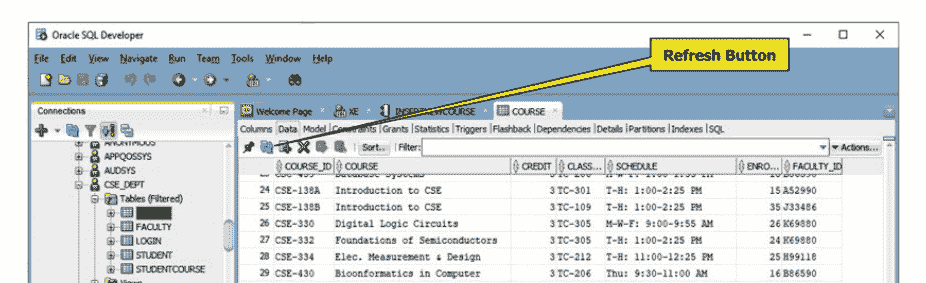 Oracle SQL Developer
File Edit View Navigate Run Team Tools Window Help
Refresh Button
Connections
Welcome Page XE INSERTNEWCOURSE COURSE
Columns Data Model Constraints Grants Statistics Triggers Flashback Dependencies Details Partitions Indexes SQL
Sort... Filter: Actions...
ANONYMOUS
APPQOSSYS
AUDSYS
CSE_DEPT
Tables (Filtered)
FACULTY
LOGIN
STUDENT
STUDENTCOURSE
Views
COURSE_ID COURSE CREDIT CLASS... SCHEDULE ENRO... FACULTY_ID
24 CSE-138A Introduction to CSE 3 TC-301 T-H: 1:00-2:25 PM 15 A52990
25 CSE-138B Introduction to CSE 3 TC-109 T-H: 1:00-2:25 PM 35 J33486
26 CSE-330 Digital Logic Circuits 3 TC-305 M-W-F: 9:00-9:55 AM 26 K69880
27 CSE-332 Foundations of Semiconductors 3 TC-305 T-H: 1:00-2:25 PM 24 K69880
28 CSE-334 Elec. Measurement & Design 3 TC-212 T-H: 11:00-12:25 PM 25 H99118
29 CSE-430 Bioonformatics in Computer 3 TC-206 Thu: 9:30-11:00 AM 16 B86590